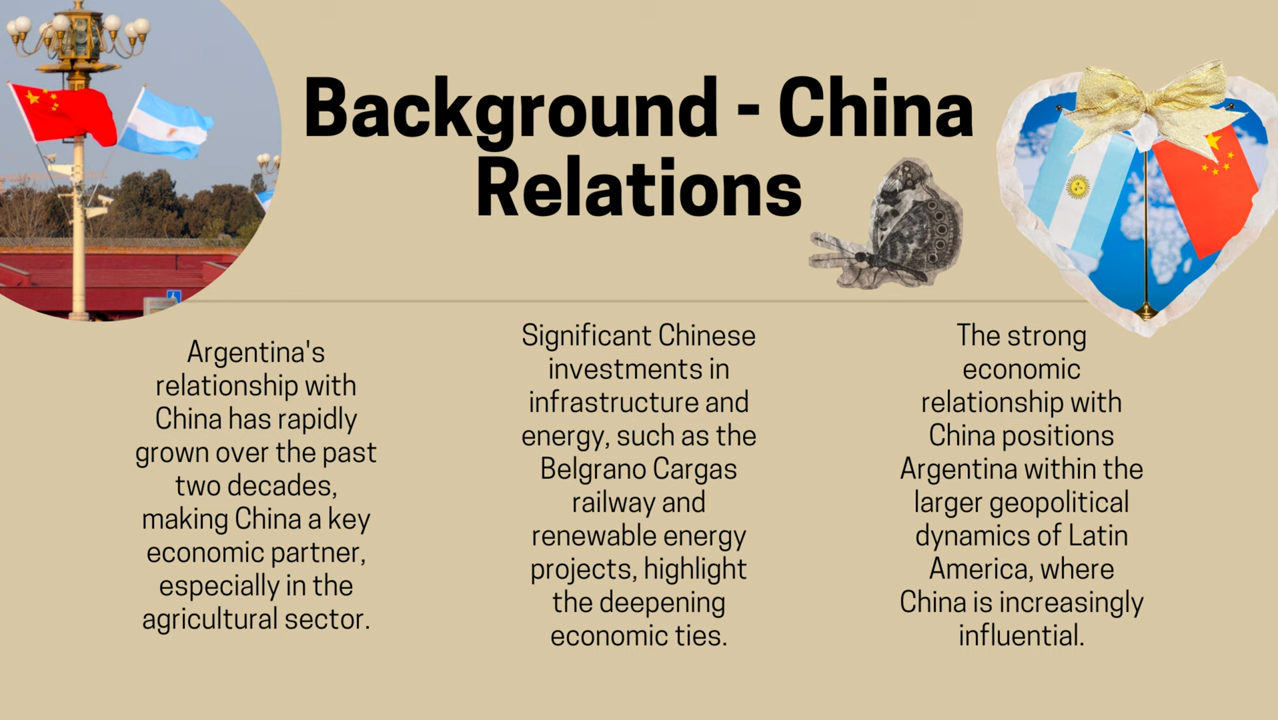 Background - China
Relations
Argentina's
relationship with
China has rapidly
grown over the past
two decades,
making China a key
economic partner,
especially in the
agricultural sector.
Significant Chinese
investments in
infrastructure and
energy, such as the
Belgrano Cargas
railway and
renewable energy
projects, highlight
the deepening
economic ties.
The strong
economic
relationship with
China positions
Argentina within the
larger geopolitical
dynamics of Latin
America, where
China is increasingly
influential.